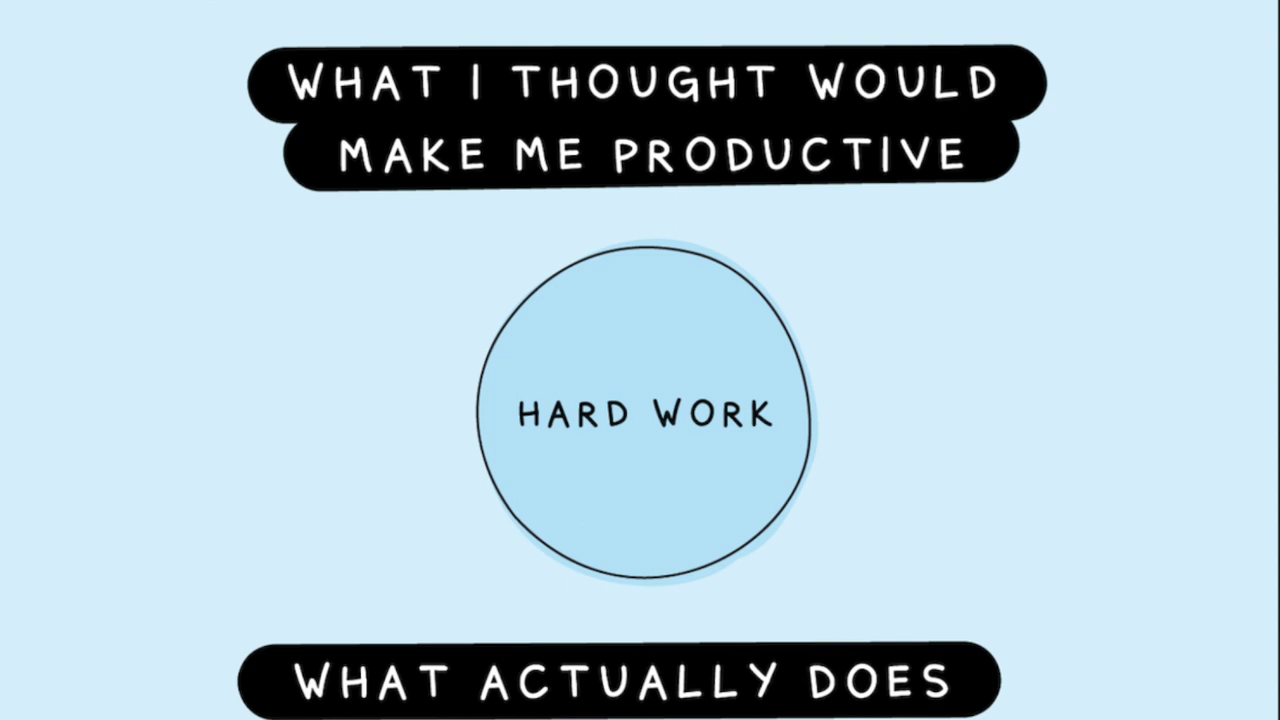 WHAT I THOUGHT WOULD
MAKE ME PRODUCTIVE
HARD WORK
WHAT ACTUALLY DOES